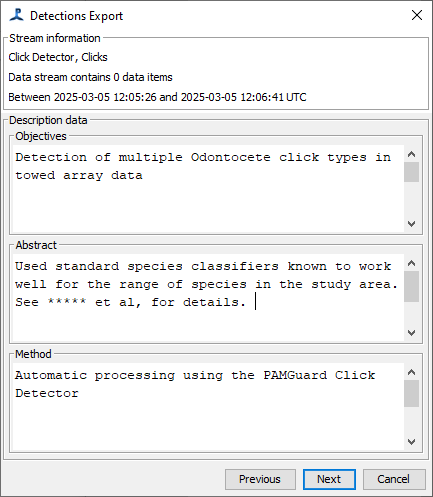 Detections Export
Stream information
Click Detector, Clicks
Data stream contains 0 data items
Between 2025-03-05 12:05:26 and 2025-03-05 12:06:41 UTC
Description data
Objectives
Detection of multiple Odontocete click types in
towed array data
Abstract
Used standard species classifiers known to work
well for the range of species in the study area.
See ***** et al, for details.
Method
Automatic processing using the PAMGuard Click
Detector
Previous
Next
Cancel